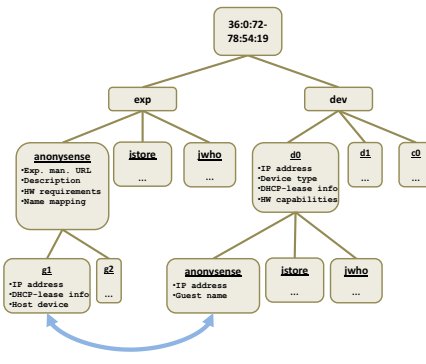 36:0:72-
78:54:19
exp
dev
anonysense
•Exp. man. URL
•Description
•HW requirements
•Name mapping
istore
...
jwho
...
d0
•IP address
•Device type
•DHCP-lease info
•HW capabilities
d1
...
c0
...
g1
•IP address
•DHCP-lease info
•Host device
g2
...
anonysense
•IP address
•Guest name
istore
...
jwho
...